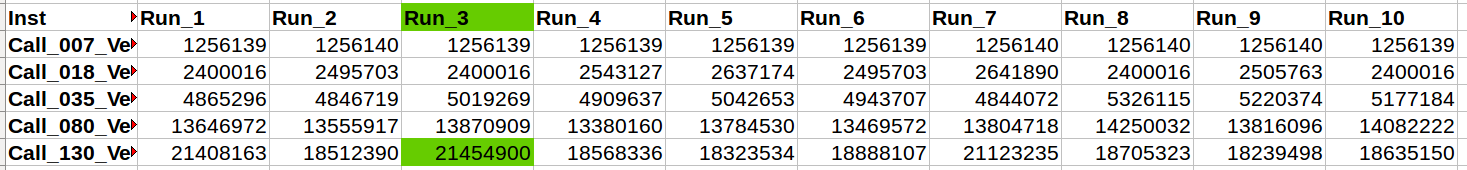 Inst Run_1 Run_2 Run_3 Run_4 Run_5 Run_6 Run_7 Run_8 Run_9 Run_10
Call_007_Ve 1256139 1256140 1256139 1256139 1256139 1256139 1256140 1256140 1256140 1256139
Call_018_Ve 2400016 2495703 2400016 2543127 2637174 2495703 2641890 2400016 2505763 2400016
Call_035_Ve 4865296 4846719 5019269 4909637 5042653 4943707 4844072 5326115 5220374 5177184
Call_080_Ve 13646972 13555917 13870909 13380160 13784530 13469572 13804718 14250032 13816096 14082222
Call_130_Ve 21408163 18512390 21454900 18568336 18323534 18888107 21123235 18705323 18239498 18635150